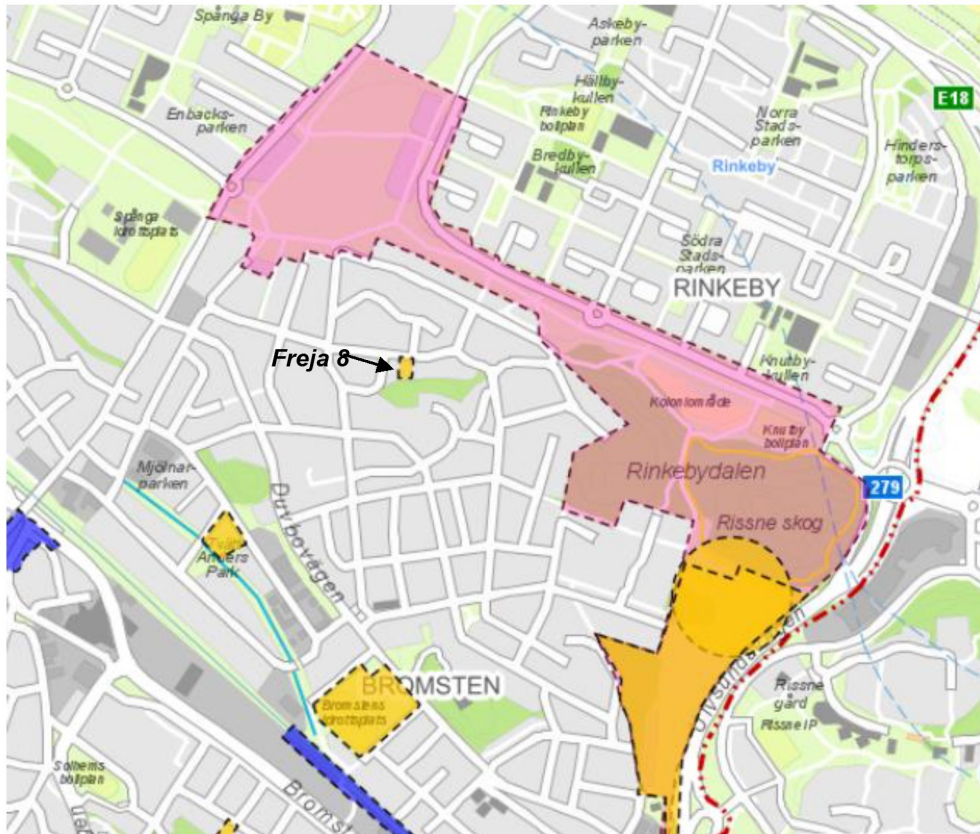 Spånga By
Askeby-
parken
Hällby-
kullen
E18
Enbacks-
parken
Rinkeby
bollplan
Norra
Stads-
parken
Hinders-
torps-
parken
Bredby-
kullen
Rinkeby
Spånga
Idrottsplats
Södra
Stads-
parken
RINKEBY
Freja 8
Knutby-
kullen
Koloniområde
Knutby
bollplan
Mjölnar-
parken
Rinkebydalen
279
Duvbovägen
Rissne skog
Anders
Park
BROMSTEN
Bromstens
Idrottsplats
Rissne
gård
Rissne IP
Solhems
bollplan
Bromst